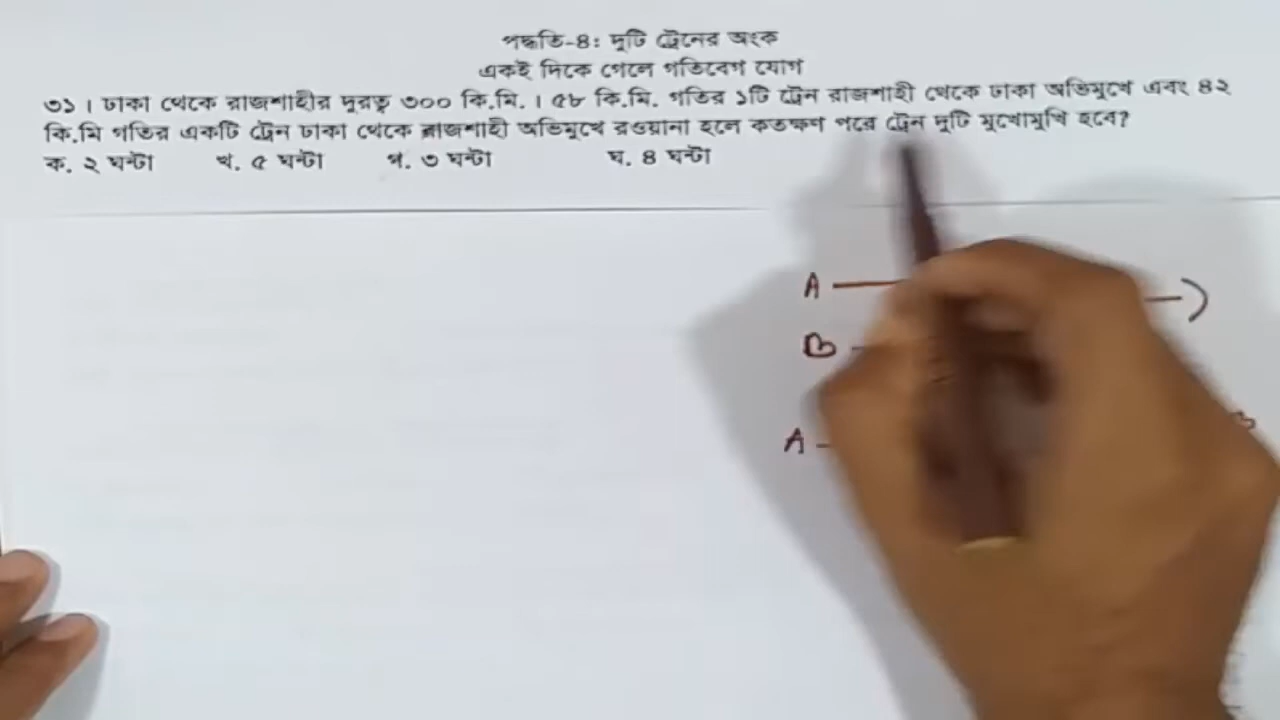 পদ্ধতি-৪: দুটি ট্রেনের অংক
একই দিকে গেলে গতিবেগ যোগ
৩১। ঢাকা থেকে রাজশাহীর দূরত্ব ৩০০ কি.মি.। ৫৮ কি.মি. গতির ১টি ট্রেন রাজশাহী থেকে ঢাকা অভিমুখে এবং ৪২
কি.মি গতির একটি ট্রেন ঢাকা থেকে রাজশাহী অভিমুখে রওয়ানা হলে কতক্ষণ পরে ট্রেন দুটি মুখোমুখি হবে?
ক. ২ ঘন্টা খ. ৫ ঘন্টা গ. ৩ ঘন্টা ঘ. ৪ ঘন্টা
A
B
A B